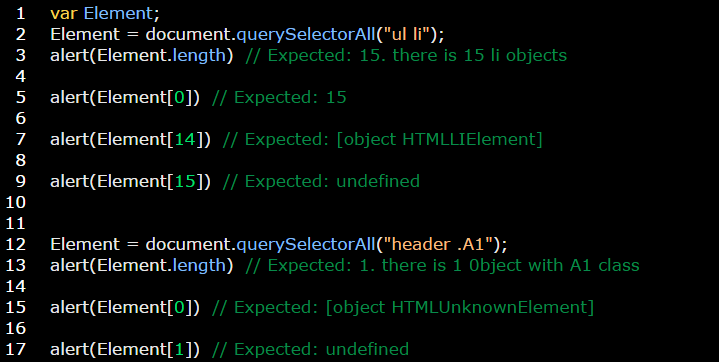 1 var Element;
2 Element = document.querySelectorAll("ul li");
3 alert(Element.length) // Expected: 15. there is 15 li objects
4
5 alert(Element[0]) // Expected: 15
6
7 alert(Element[14]) // Expected: [object HTMLLIElement]
8
9 alert(Element[15]) // Expected: undefined
10
11
12 Element = document.querySelectorAll("header .A1");
13 alert(Element.length) // Expected: 1. there is 1 0bject with A1 class
14
15 alert(Element[0]) // Expected: [object HTMLUnknownElement]
16
17 alert(Element[1]) // Expected: undefined